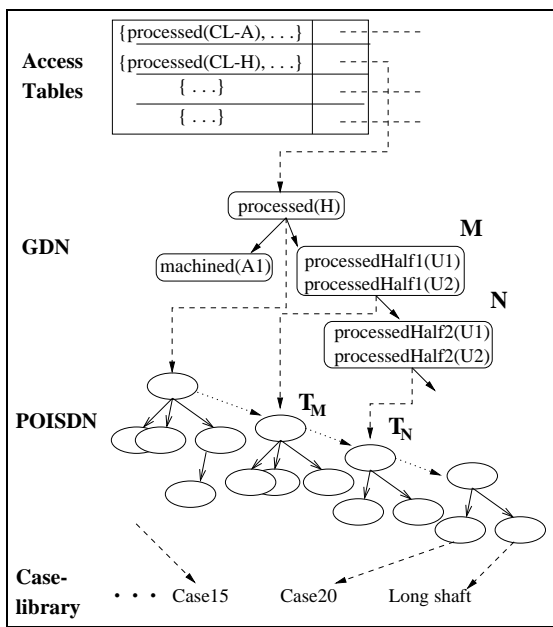 {processed(CL-A), . . .}
Access
Tables
{processed(CL-H), . . .}
{ . . .}
{ . . .}
processed(H)
M
GDN
machined(A1)
processedHalf1(U1)
processedHalf1(U2)
N
processedHalf2(U1)
processedHalf2(U2)
POISDN
T_M
T_N
Case-
library
. . . Case15
Case20
Long shaft